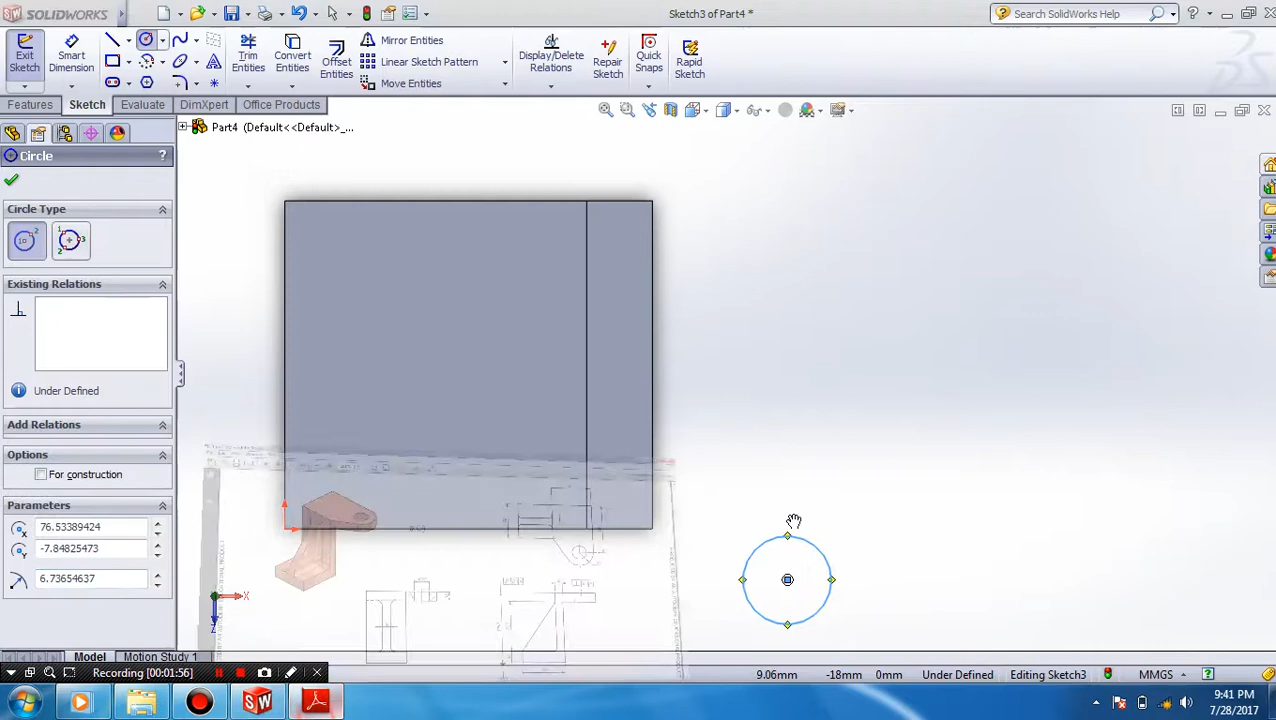 SOLIDWORKS
Sketch3 of Part4 *
Search SolidWorks Help
Exit Sketch
Smart Dimension
Trim Entities
Convert Entities
Offset Entities
Mirror Entities
Linear Sketch Pattern
Move Entities
Display/Delete Relations
Repair Sketch
Quick Snaps
Rapid Sketch
Features
Sketch
Evaluate
DimXpert
Office Products
Part4 (Default<<Default>_...
Circle
?
Circle Type
Existing Relations
Under Defined
Add Relations
Options
For construction
Parameters
76.53389424
-7.84825473
6.73654637
X
Z
Model
Motion Study 1
Recording [00:01:56]
9.06mm
-18mm
0mm
Under Defined
Editing Sketch3
MMGS
9:41 PM
7/28/2017